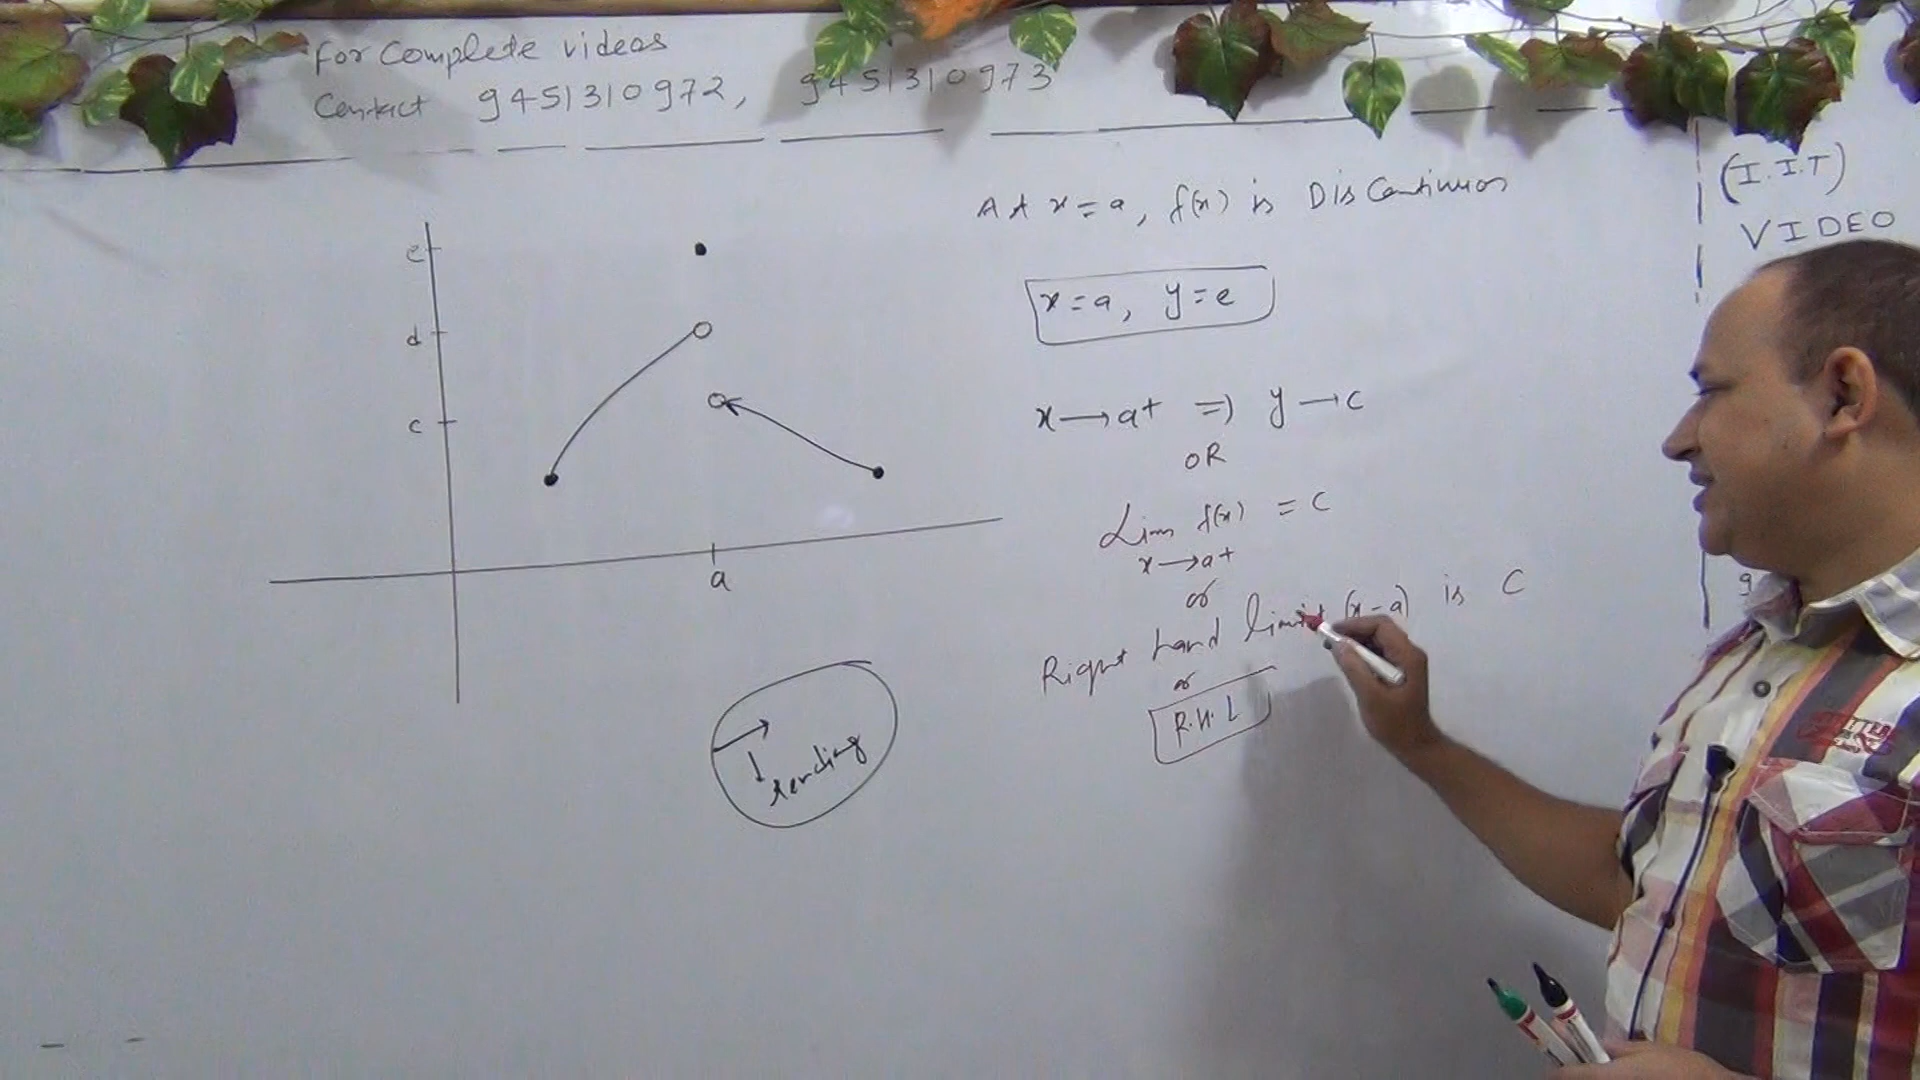 For Complete videos
Contact 9451310972, 9451310973
(I.I.T)
VIDEO
At x = a, f(x) is DisContinuous
x = a, y = e
e
d
c
a
x → a+ ⇒ y → c
OR
Lim f(x) = c
x → a+
or
Right hand limit (x-a) is C
or
R.H.L
→
↓
tending
9